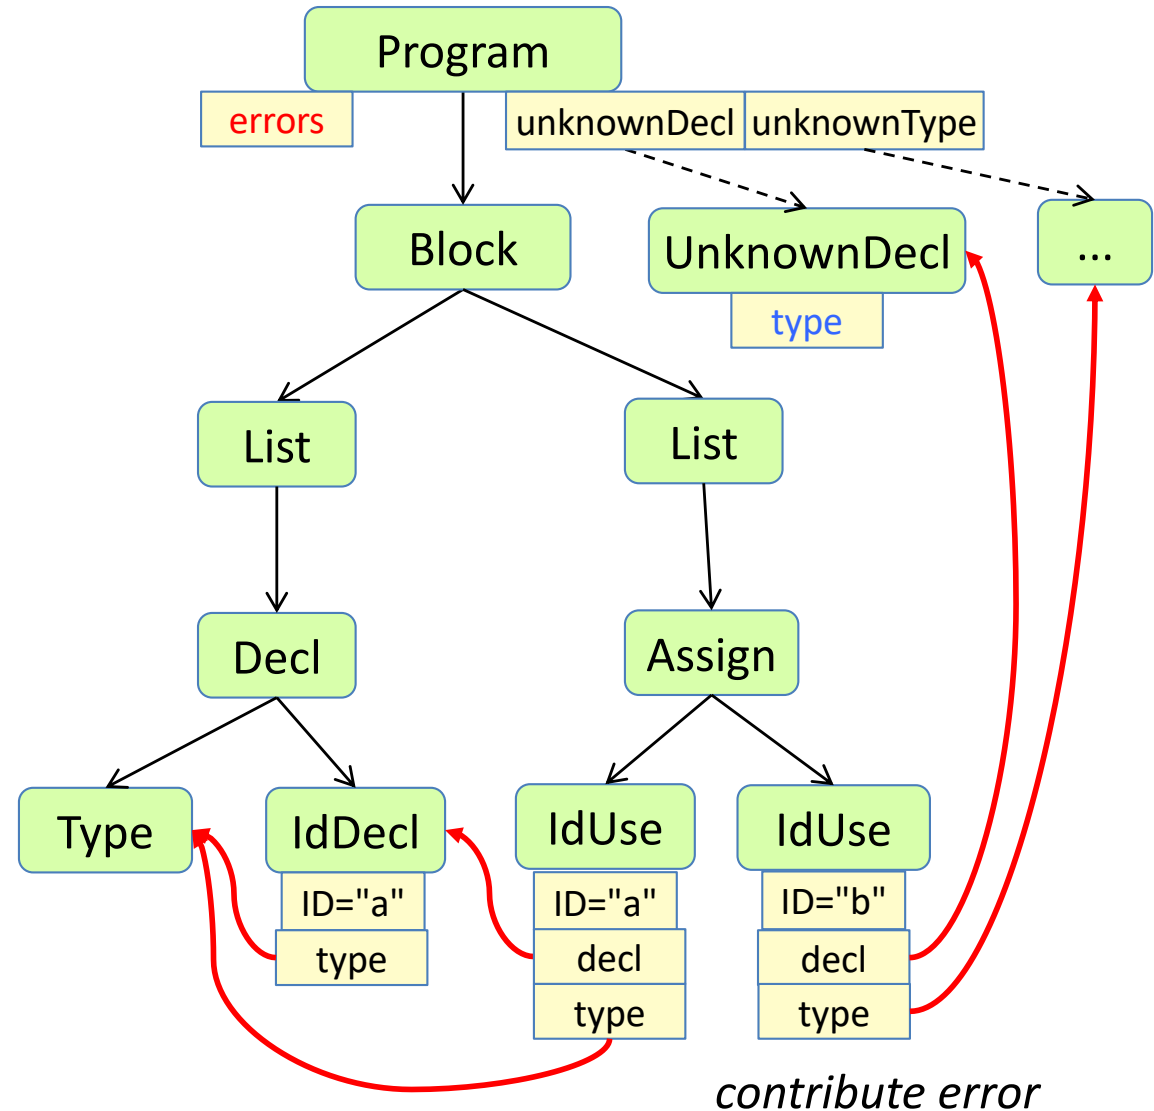 Program
errors
unknownDecl
unknownType
Block
UnknownDecl
...
type
List
List
Decl
Assign
Type
IdDecl
IdUse
IdUse
ID="a"
ID="a"
ID="b"
type
decl
decl
type
type
contribute error